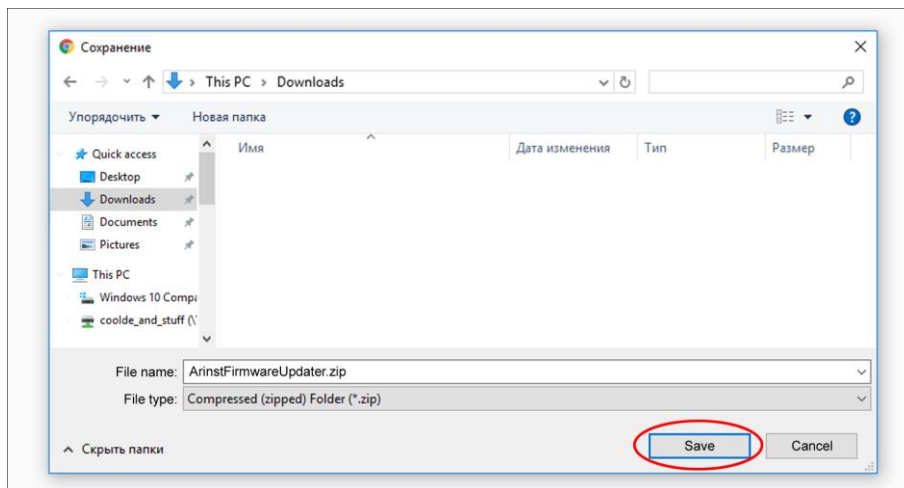 Сохранение
This PC > Downloads
Упорядочить
Новая папка
Имя
Дата изменения
Тип
Размер
Quick access
Desktop
Downloads
Documents
Pictures
This PC
Windows 10 Compa
coolde_and_stuff (\
File name: ArinstFirmwareUpdater.zip
File type: Compressed (zipped) Folder (*.zip)
Скрыть папки
Save
Cancel